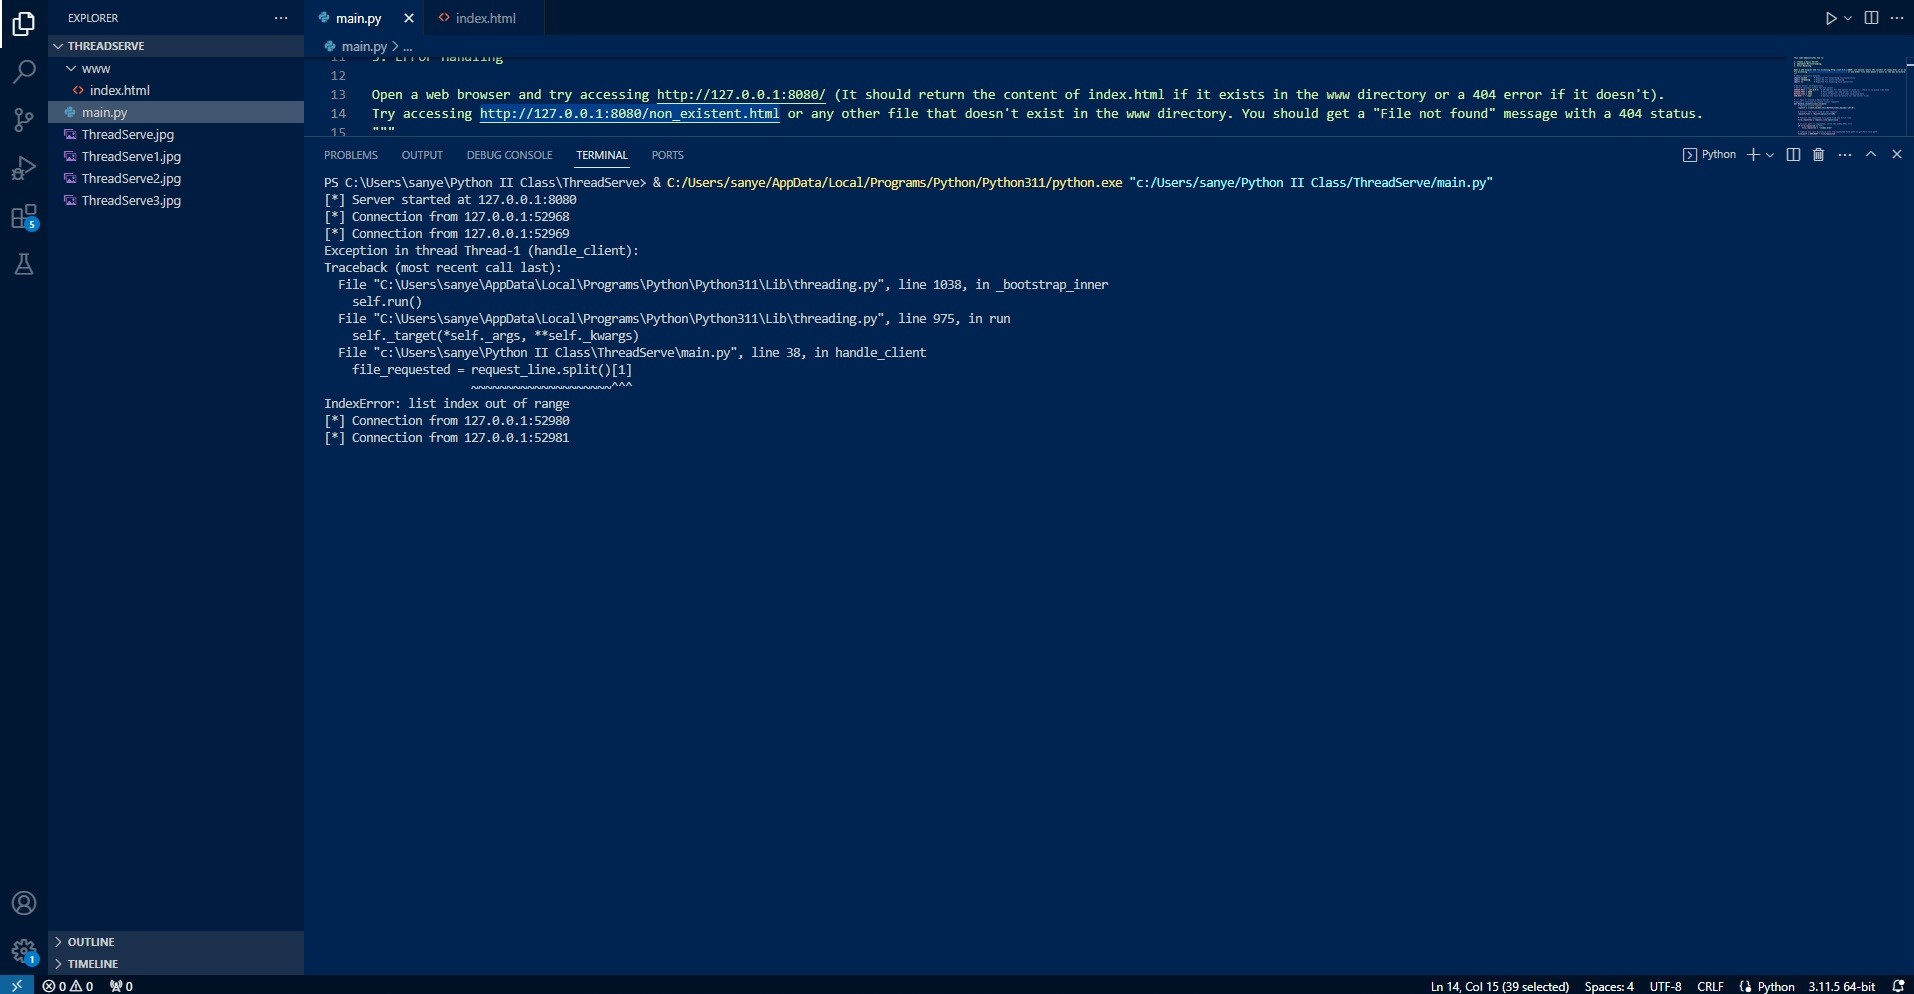 EXPLORER
THREADSERVE
www
index.html
main.py
ThreadServe.jpg
ThreadServe1.jpg
ThreadServe2.jpg
ThreadServe3.jpg
5
1
OUTLINE
TIMELINE
main.py
index.html
main.py > ...
11 3. Error Handling
12
13 Open a web browser and try accessing http://127.0.0.1:8080/ (It should return the content of index.html if it exists in the www directory or a 404 error if it doesn't).
14 Try accessing http://127.0.0.1:8080/non_existent.html or any other file that doesn't exist in the www directory. You should get a "File not found" message with a 404 status.
15 """
PROBLEMS OUTPUT DEBUG CONSOLE TERMINAL PORTS
Python
PS C:\Users\sanye\Python II Class\ThreadServe> & C:/Users/sanye/AppData/Local/Programs/Python/Python311/python.exe "c:/Users/sanye/Python II Class/ThreadServe/main.py"
[*] Server started at 127.0.0.1:8080
[*] Connection from 127.0.0.1:52968
[*] Connection from 127.0.0.1:52969
Exception in thread Thread-1 (handle_client):
Traceback (most recent call last):
  File "C:\Users\sanye\AppData\Local\Programs\Python\Python311\Lib\threading.py", line 1038, in _bootstrap_inner
    self.run()
  File "C:\Users\sanye\AppData\Local\Programs\Python\Python311\Lib\threading.py", line 975, in run
    self._target(*self._args, **self._kwargs)
  File "c:\Users\sanye\Python II Class\ThreadServe\main.py", line 38, in handle_client
    file_requested = request_line.split()[1]
                     ~~~~~~~~~~~~~~~~~~~~^^^
IndexError: list index out of range
[*] Connection from 127.0.0.1:52980
[*] Connection from 127.0.0.1:52981
0 0 0
Ln 14, Col 15 (39 selected) Spaces: 4 UTF-8 CRLF Python 3.11.5 64-bit